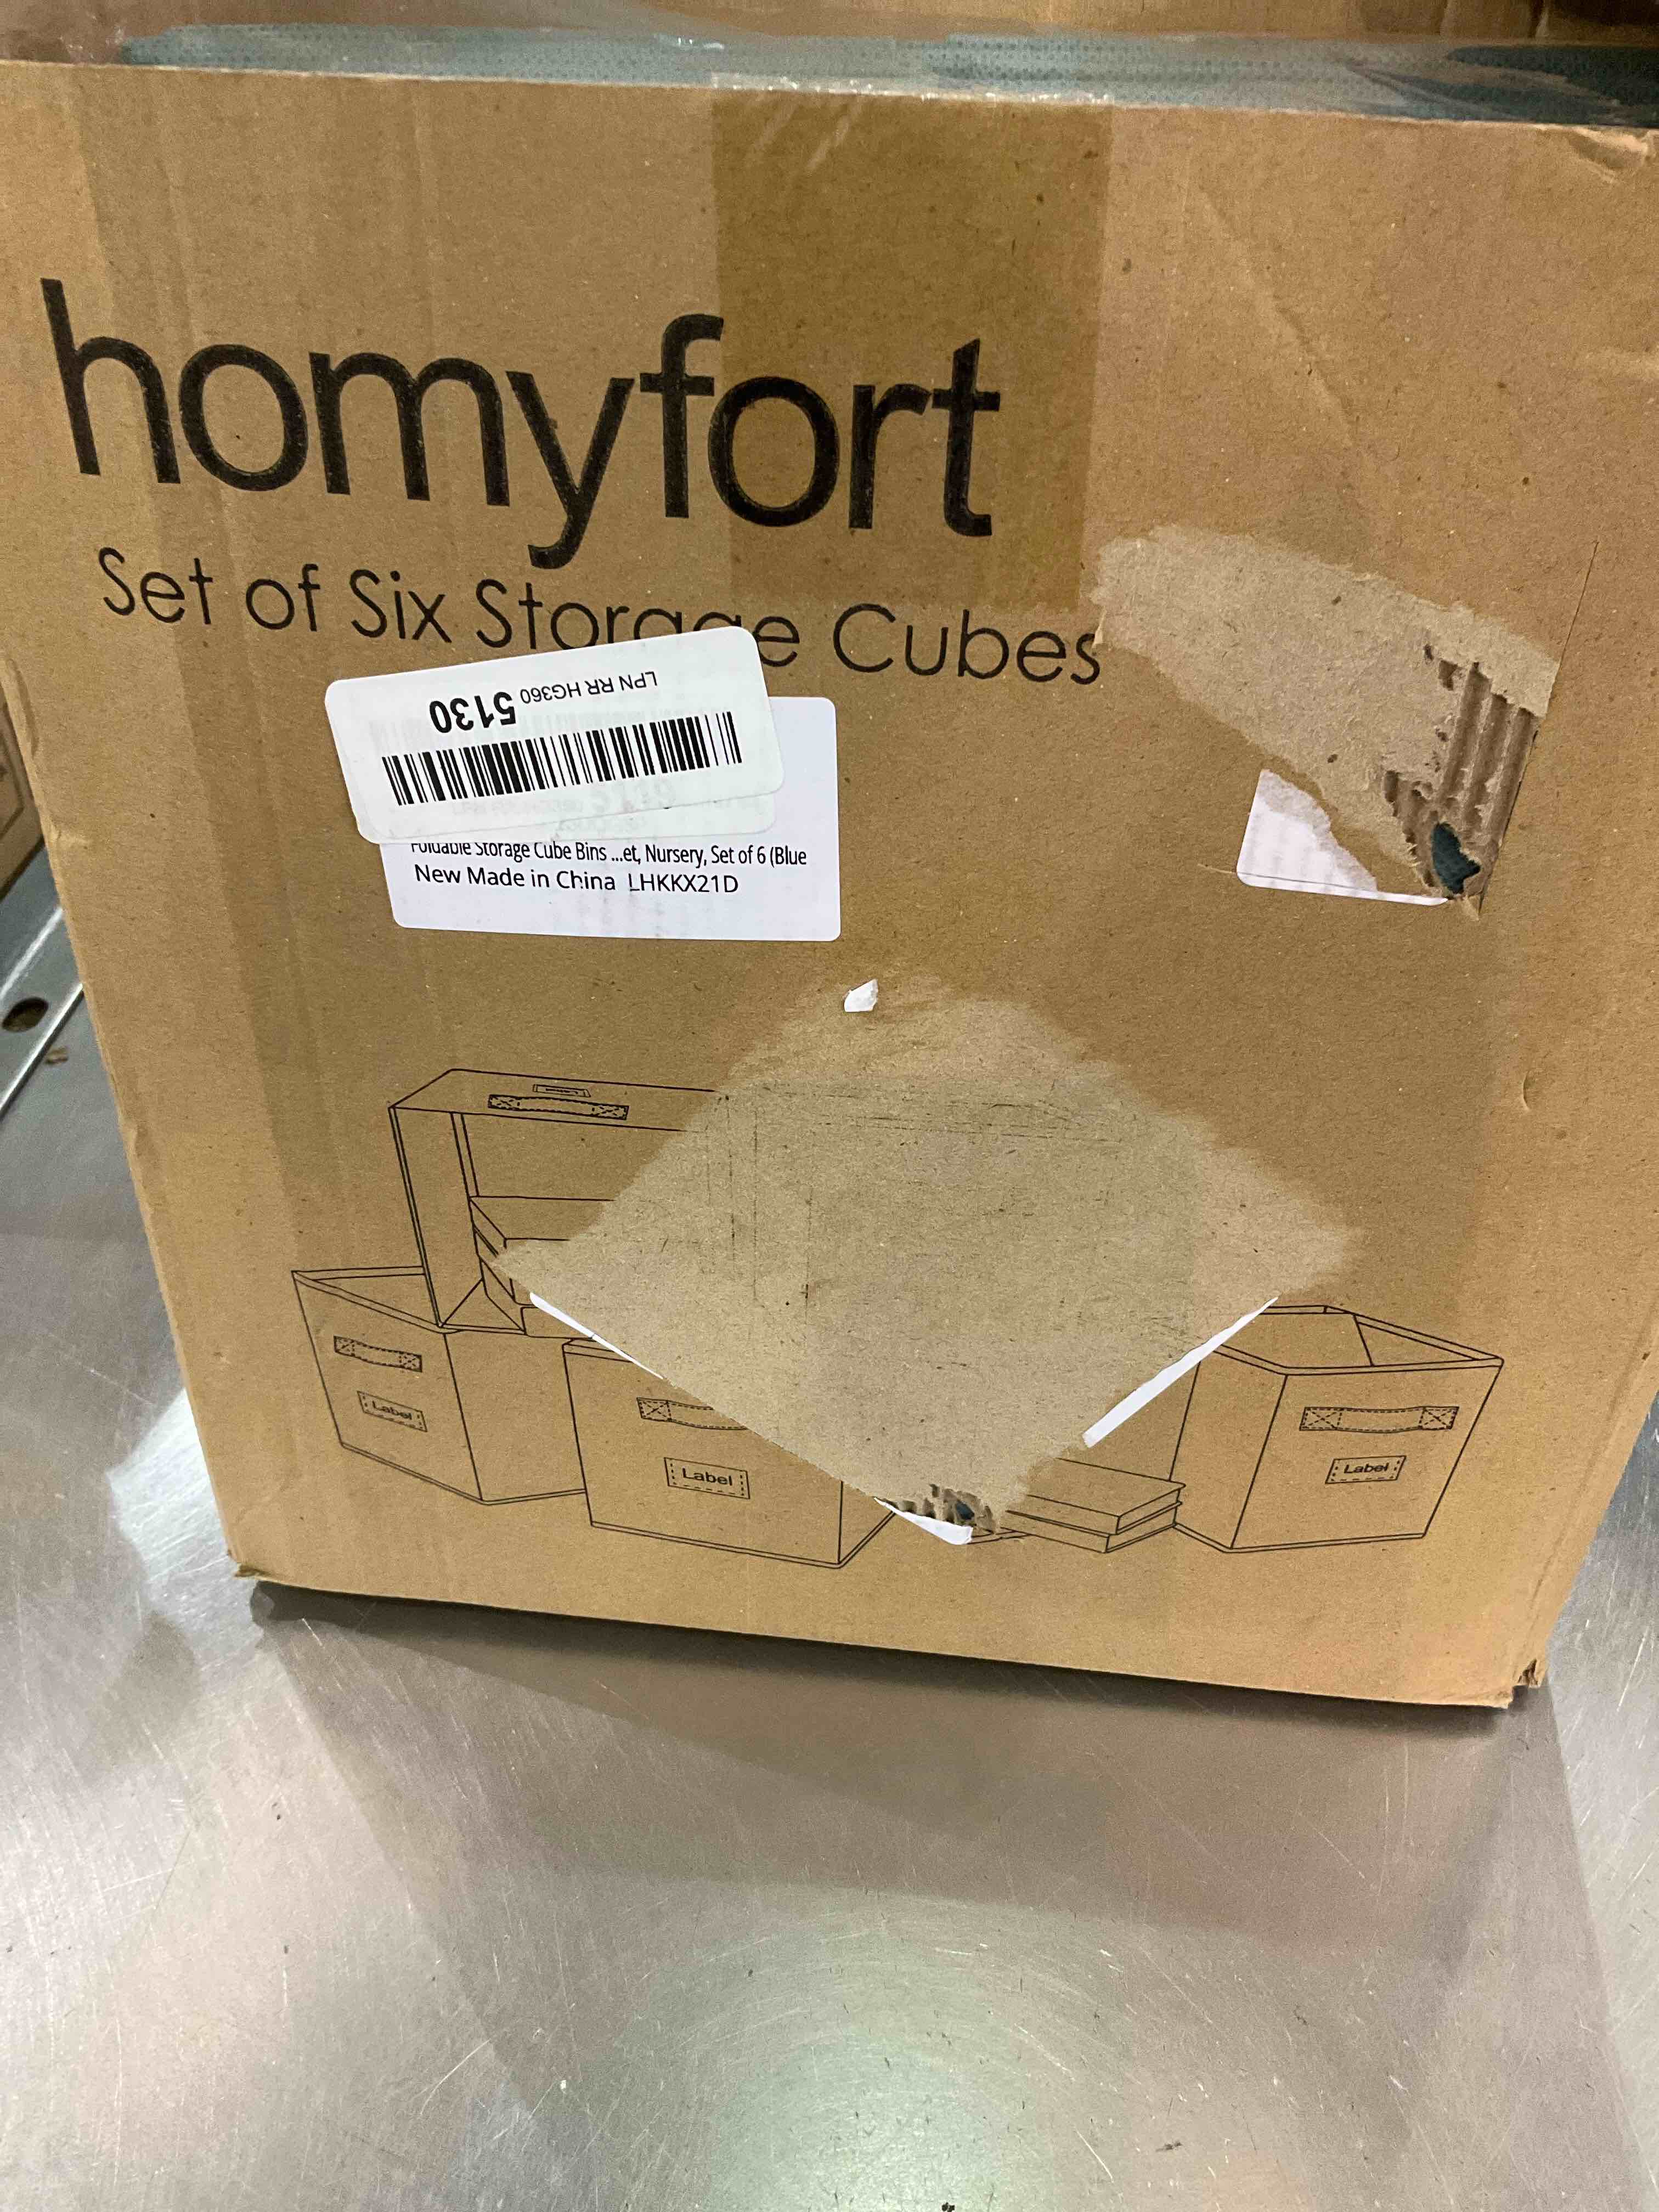 homyfort
Set of Six Storage Cubes
LPN RR HG360 5130
Foldable Storage Cube Bins ...et, Nursery, Set of 6 (Blue
New Made in China LHKKX21D
Label
Label
Label